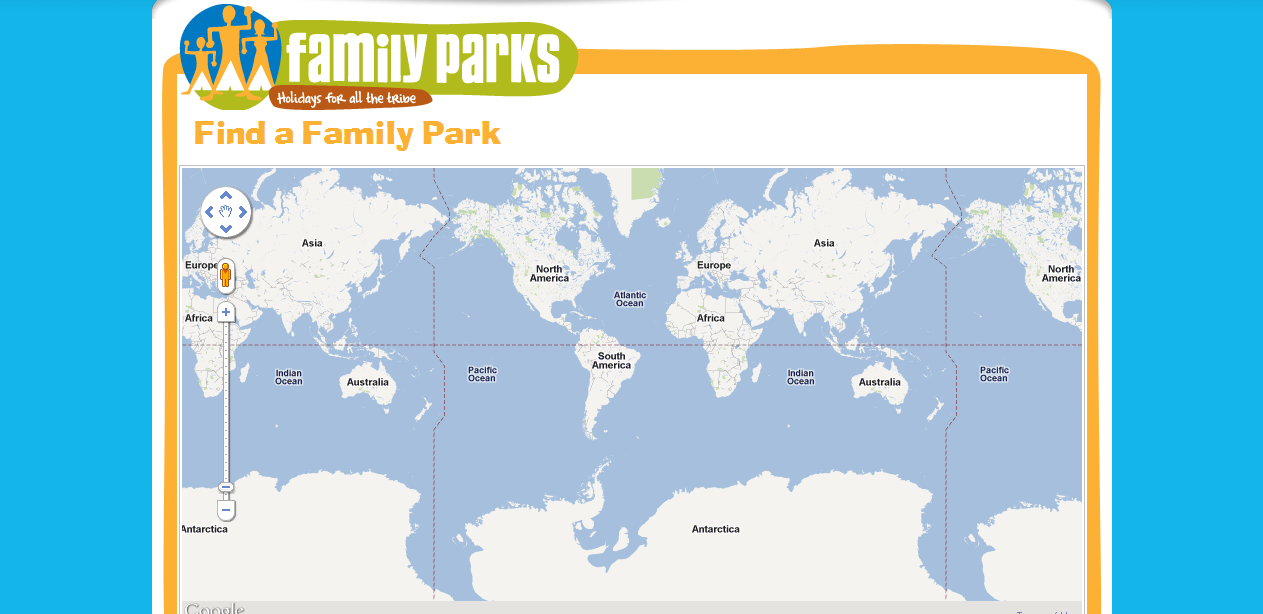 family parks
Holidays for all the tribe
Find a Family Park
Asia
Asia
Europe
North
America
Europe
North
America
Atlantic
Ocean
Africa
Africa
South
America
Indian
Ocean
Australia
Pacific
Ocean
Indian
Ocean
Australia
Pacific
Ocean
Antarctica
Antarctica
Google